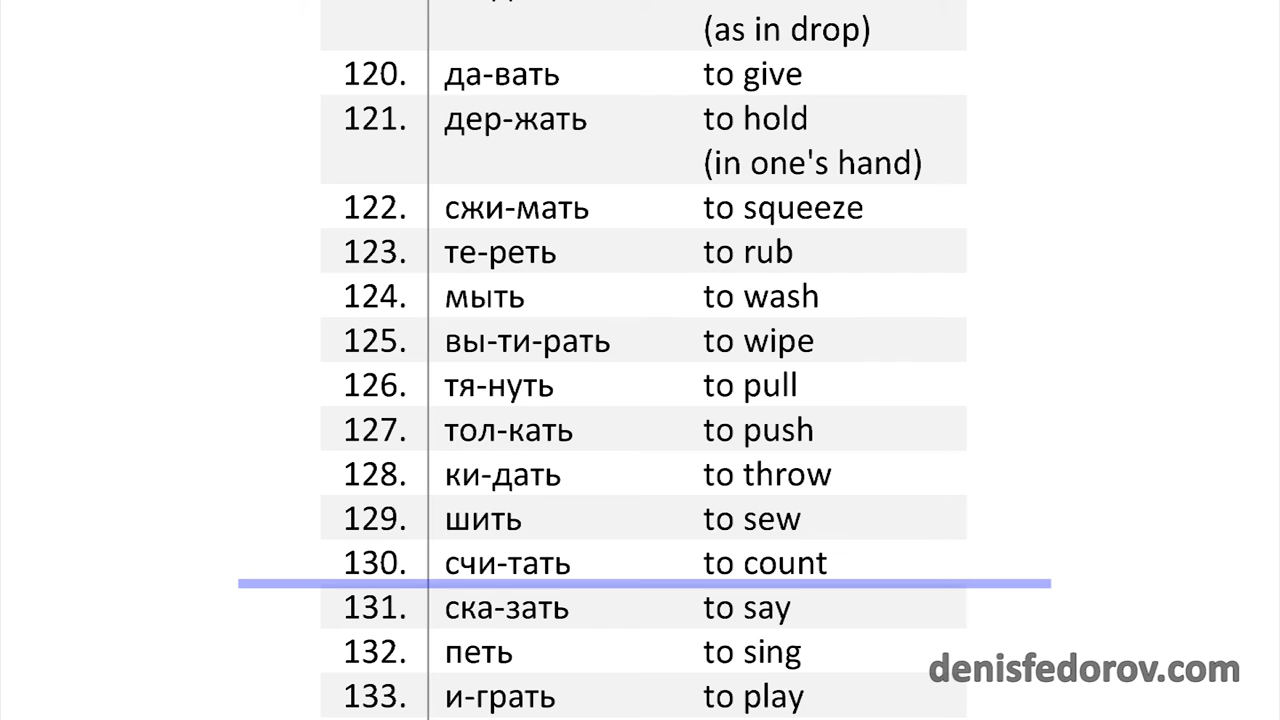 (as in drop)
120. да-вать to give
121. дер-жать to hold
(in one's hand)
122. сжи-мать to squeeze
123. те-реть to rub
124. мыть to wash
125. вы-ти-рать to wipe
126. тя-нуть to pull
127. тол-кать to push
128. ки-дать to throw
129. шить to sew
130. счи-тать to count
131. ска-зать to say
132. петь to sing
133. и-грать to play
denisfedorov.com